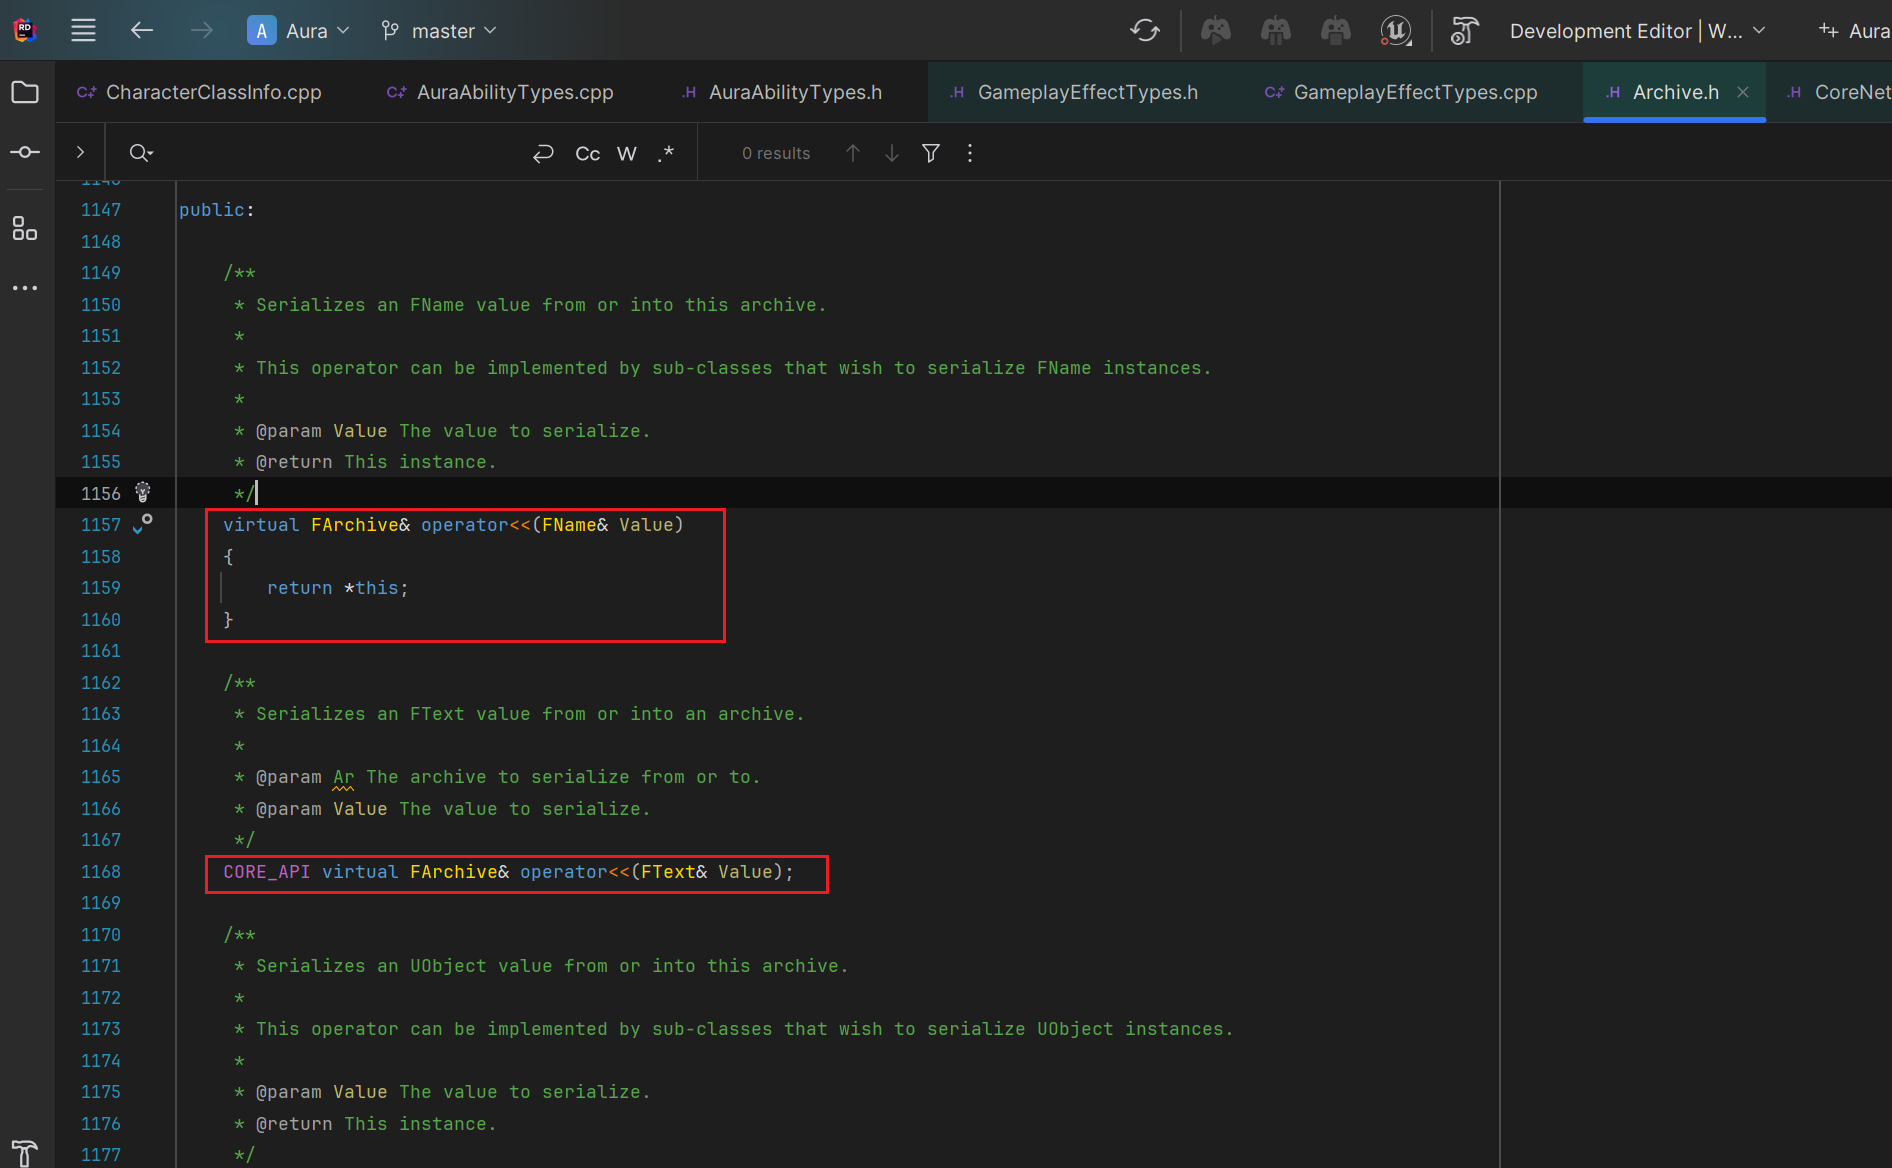 A Aura master Development Editor | W... Aura
CharacterClassInfo.cpp AuraAbilityTypes.cpp .H AuraAbilityTypes.h .H GameplayEffectTypes.h GameplayEffectTypes.cpp .H Archive.h .H CoreNet
Cc W .* 0 results
1147 public:
1148
1149 /**
1150 * Serializes an FName value from or into this archive.
1151 *
1152 * This operator can be implemented by sub-classes that wish to serialize FName instances.
1153 *
1154 * @param Value The value to serialize.
1155 * @return This instance.
1156 */
1157 virtual FArchive& operator<<(FName& Value)
1158 {
1159 return *this;
1160 }
1161
1162 /**
1163 * Serializes an FText value from or into an archive.
1164 *
1165 * @param Ar The archive to serialize from or to.
1166 * @param Value The value to serialize.
1167 */
1168 CORE_API virtual FArchive& operator<<(FText& Value);
1169
1170 /**
1171 * Serializes an UObject value from or into this archive.
1172 *
1173 * This operator can be implemented by sub-classes that wish to serialize UObject instances.
1174 *
1175 * @param Value The value to serialize.
1176 * @return This instance.
1177 */